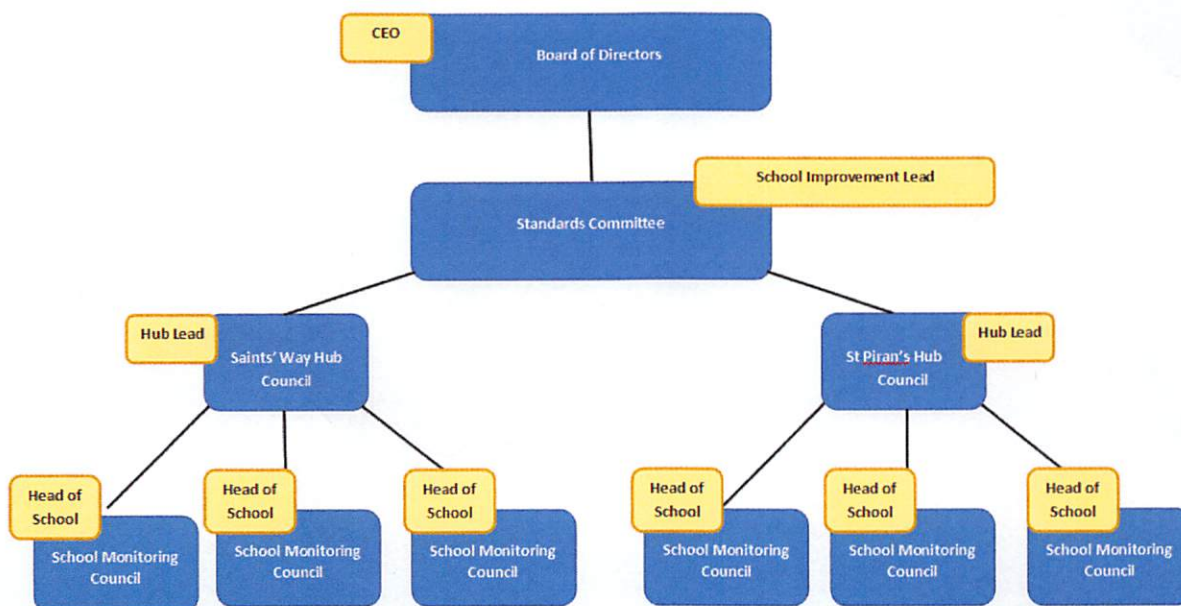 CEO
Board of Directors
School Improvement Lead
Standards Committee
Hub Lead
Saints' Way Hub
Council
Hub Lead
St Piran's Hub
Council
Head of
School
School Monitoring
Council
Head of
School
School Monitoring
Council
Head of
School
School Monitoring
Council
Head of
School
School Monitoring
Council
Head of
School
School Monitoring
Council
Head of
School
School Monitoring
Council